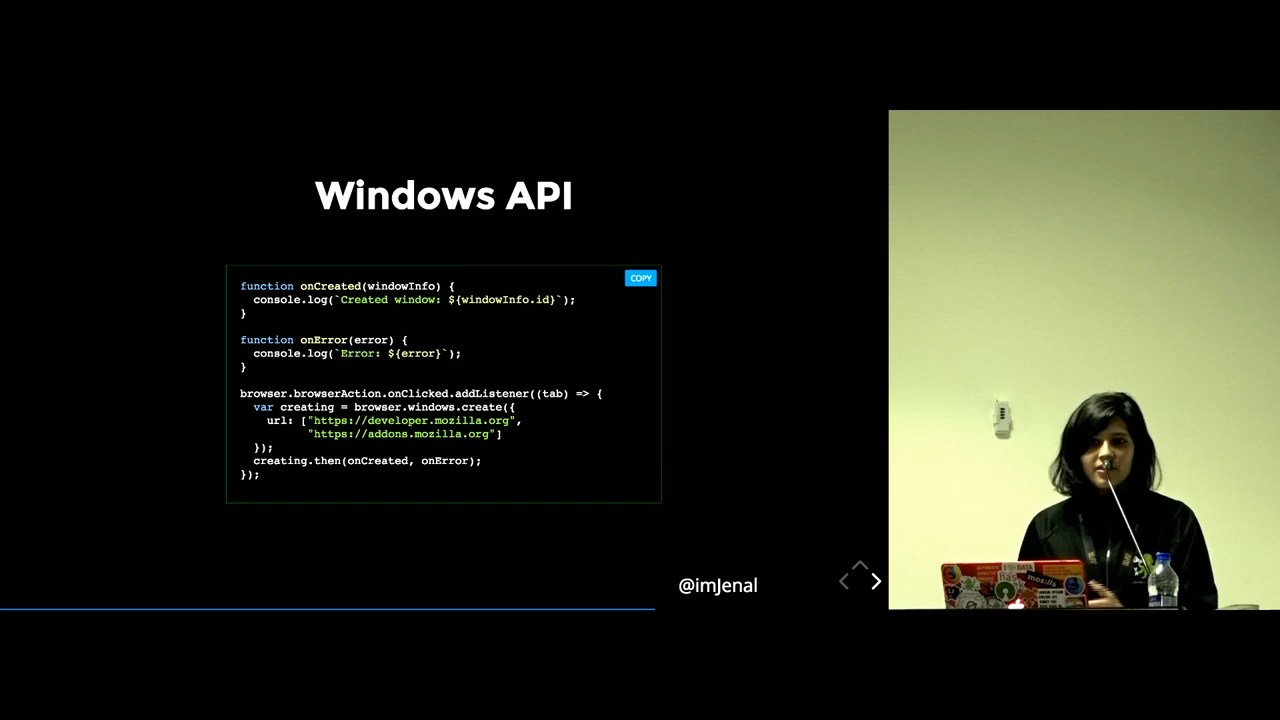 Windows API
COPY
function onCreated(windowInfo) {
  console.log(`Created window: ${windowInfo.id}`);
}
function onError(error) {
  console.log(`Error: ${error}`);
}
browser.browserAction.onClicked.addListener((tab) => {
  var creating = browser.windows.create({
    url: ["https://developer.mozilla.org",
          "https://addons.mozilla.org"]
  });
  creating.then(onCreated, onError);
});
@imJenal
I
DATA
moz://a